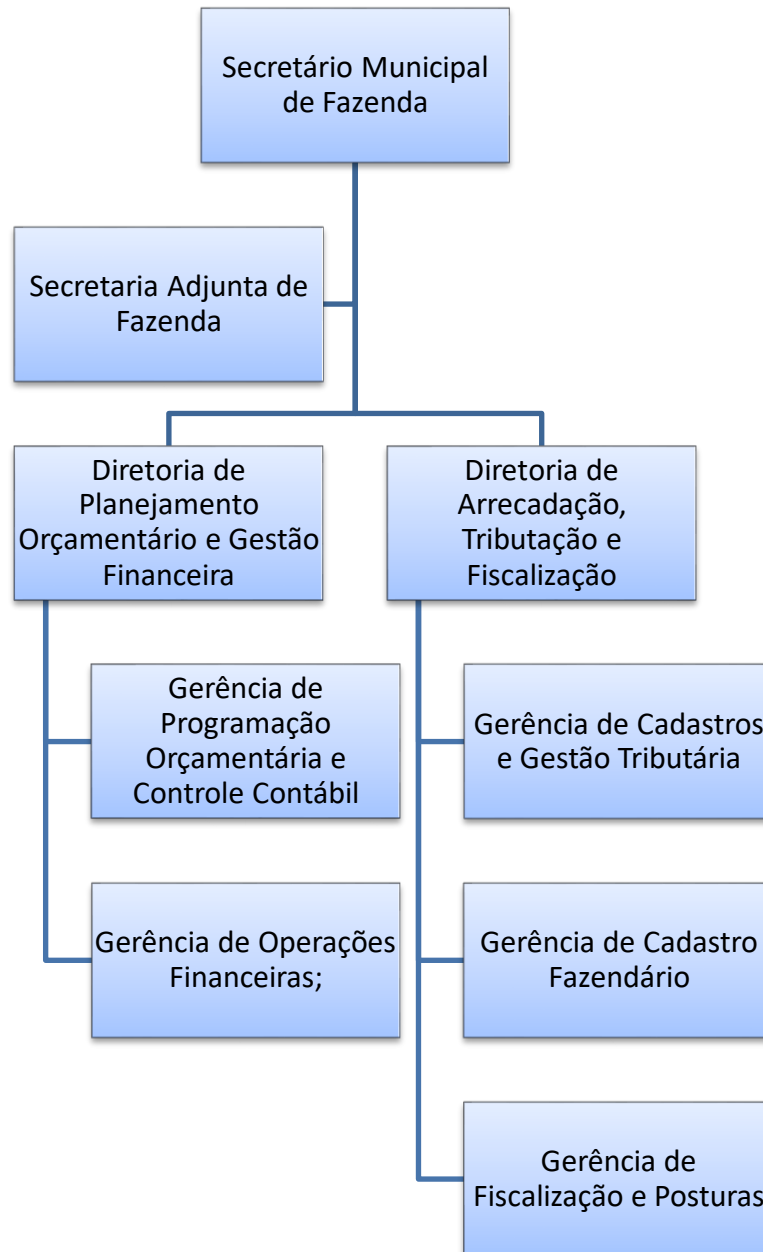 Secretário Municipal
de Fazenda
Secretaria Adjunta de
Fazenda
Diretoria de
Planejamento
Orçamentário e Gestão
Financeira
Diretoria de
Arrecadação,
Tributação e
Fiscalização
Gerência de
Programação
Orçamentária e
Controle Contábil
Gerência de Cadastros
e Gestão Tributária
Gerência de Operações
Financeiras;
Gerência de Cadastro
Fazendário
Gerência de
Fiscalização e Posturas